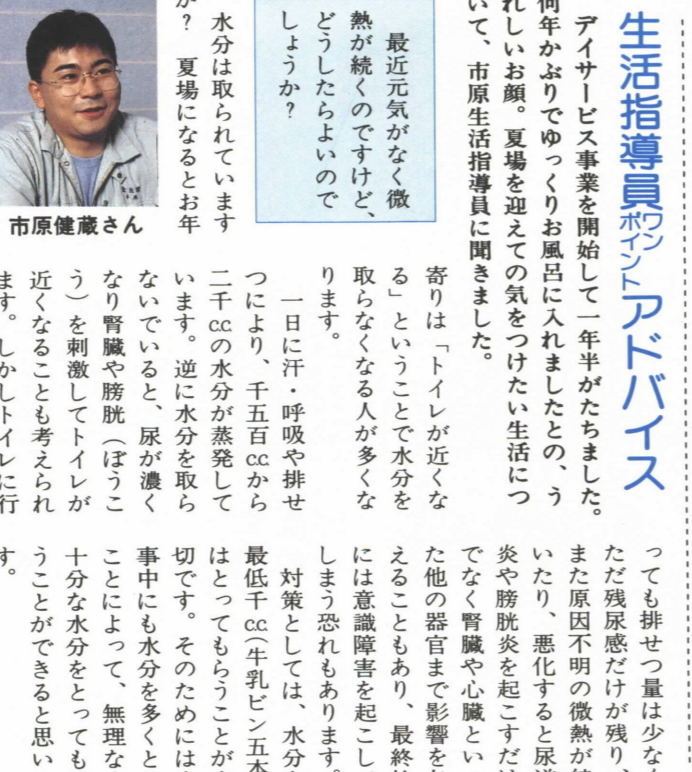 生活指導員ワンポイントアドバイス
デイサービス事業を開始して一年半がたちました。
何年かぶりでゆっくりお風呂に入れましたとの、う
れしいお顔。夏場を迎えての気をつけたい生活につ
いて、市原生活指導員に聞きました。
最近元気がなく微
熱が続くのですけど、
どうしたらよいので
しょうか?
水分は取られています
か? 夏場になるとお年
市原健蔵さん
寄りは「トイレが近くな
る」ということで水分を
取らなくなる人が多くな
ります。
一日に汗・呼吸や排せ
つにより、千五百ccから
二千ccの水分が蒸発して
います。逆に水分を取ら
ないでいると、尿が濃く
なり腎臓や膀胱(ぼうこ
う)を刺激してトイレが
近くなることも考えられ
ます。しかしトイレに行
っても排せつ量は少な
ただ残尿感だけが残り、
また原因不明の微熱が
いたり、悪化すると尿
炎や膀胱炎を起こすだ
でなく腎臓や心臓とい
た他の器官まで影響を
えることもあり、最終
には意識障害を起こし
しまう恐れもあります。
対策としては、水分
最低千cc(牛乳ビン五本
はとってもらうことが
切です。そのためには
事中にも水分を多くと
ことによって、無理な
十分な水分をとっても
うことができると思い
す。